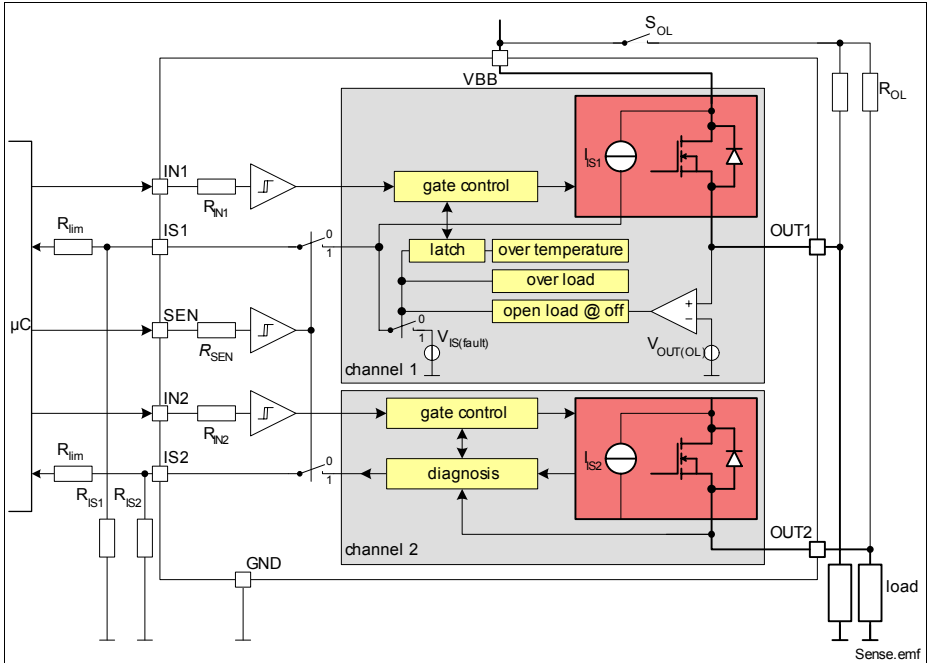 S_OL
VBB
R_OL
I_IS1
IN1
R_IN1
gate control
R_lim
IS1
0
1
OUT1
latch
over temperature
over load
µC
SEN
R_SEN
open load @ off
+
−
0
1
V_IS(fault)
V_OUT(OL)
channel 1
IN2
R_IN2
gate control
R_lim
IS2
0
1
diagnosis
I_IS2
R_IS1
R_IS2
OUT2
channel 2
GND
load
Sense.emf